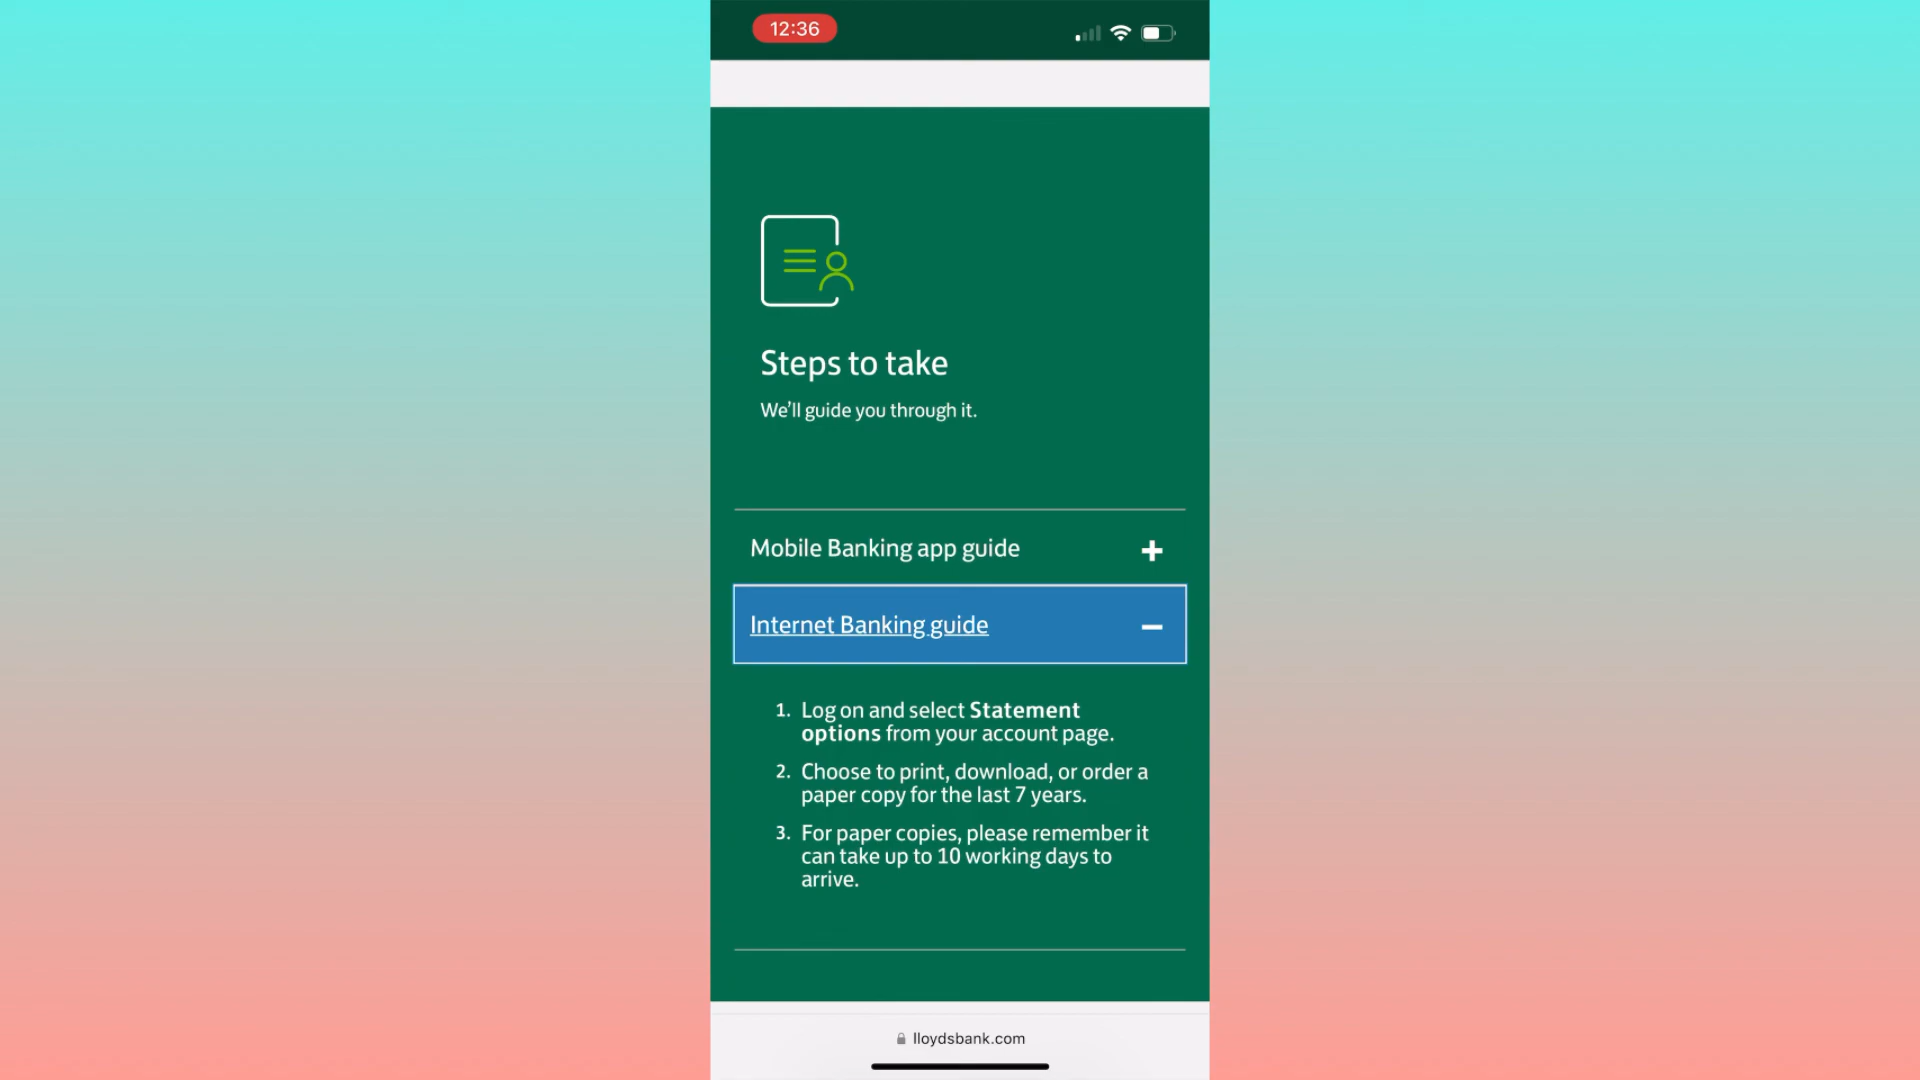 12:36
Steps to take
We'll guide you through it.
Mobile Banking app guide
Internet Banking guide
1. Log on and select Statement
options from your account page.
2. Choose to print, download, or order a
paper copy for the last 7 years.
3. For paper copies, please remember it
can take up to 10 working days to
arrive.
lloydsbank.com